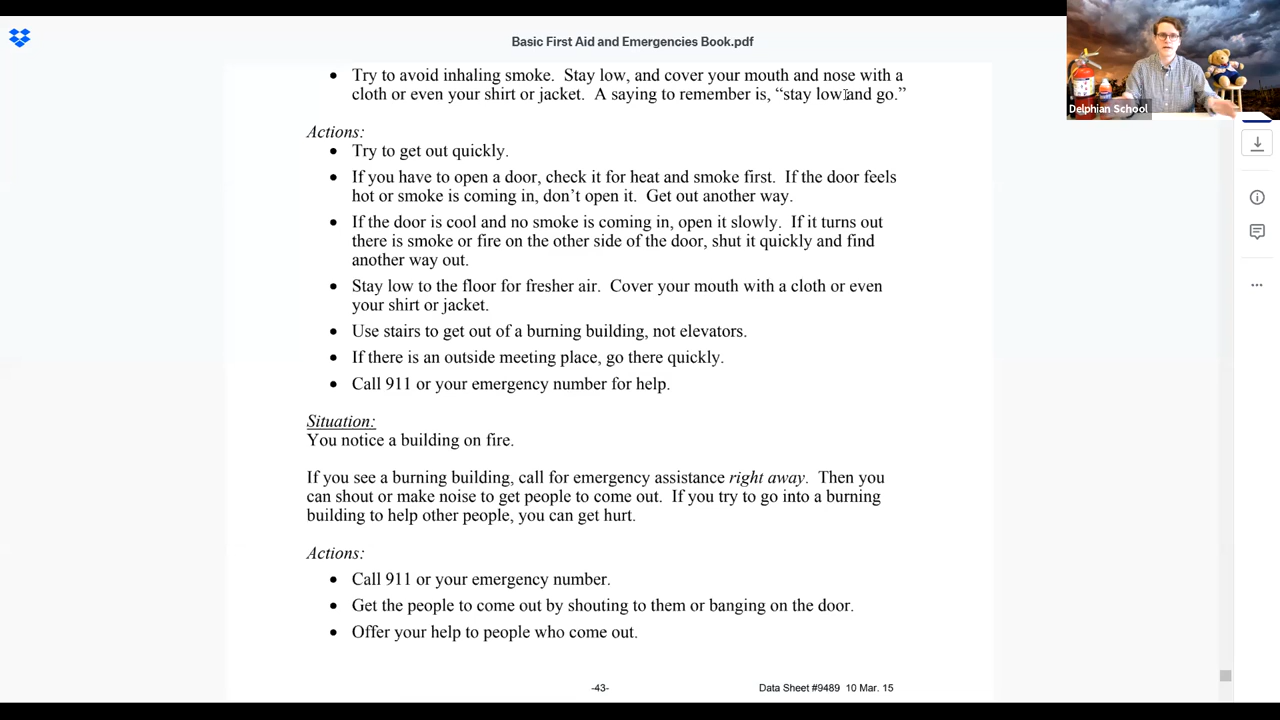 Basic First Aid and Emergencies Book.pdf
Delphian School
• Try to avoid inhaling smoke. Stay low, and cover your mouth and nose with a
cloth or even your shirt or jacket. A saying to remember is, “stay low and go.”
Actions:
• Try to get out quickly.
• If you have to open a door, check it for heat and smoke first. If the door feels
hot or smoke is coming in, don’t open it. Get out another way.
• If the door is cool and no smoke is coming in, open it slowly. If it turns out
there is smoke or fire on the other side of the door, shut it quickly and find
another way out.
• Stay low to the floor for fresher air. Cover your mouth with a cloth or even
your shirt or jacket.
• Use stairs to get out of a burning building, not elevators.
• If there is an outside meeting place, go there quickly.
• Call 911 or your emergency number for help.
Situation:
You notice a building on fire.
If you see a burning building, call for emergency assistance right away. Then you
can shout or make noise to get people to come out. If you try to go into a burning
building to help other people, you can get hurt.
Actions:
• Call 911 or your emergency number.
• Get the people to come out by shouting to them or banging on the door.
• Offer your help to people who come out.
-43- Data Sheet #9489 10 Mar. 15